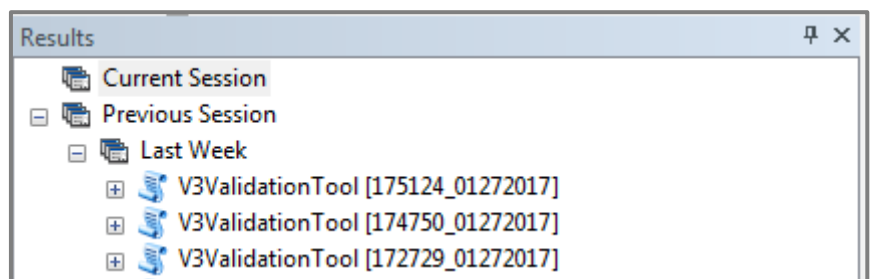 Results
Current Session
Previous Session
Last Week
V3ValidationTool [175124_01272017]
V3ValidationTool [174750_01272017]
V3ValidationTool [172729_01272017]